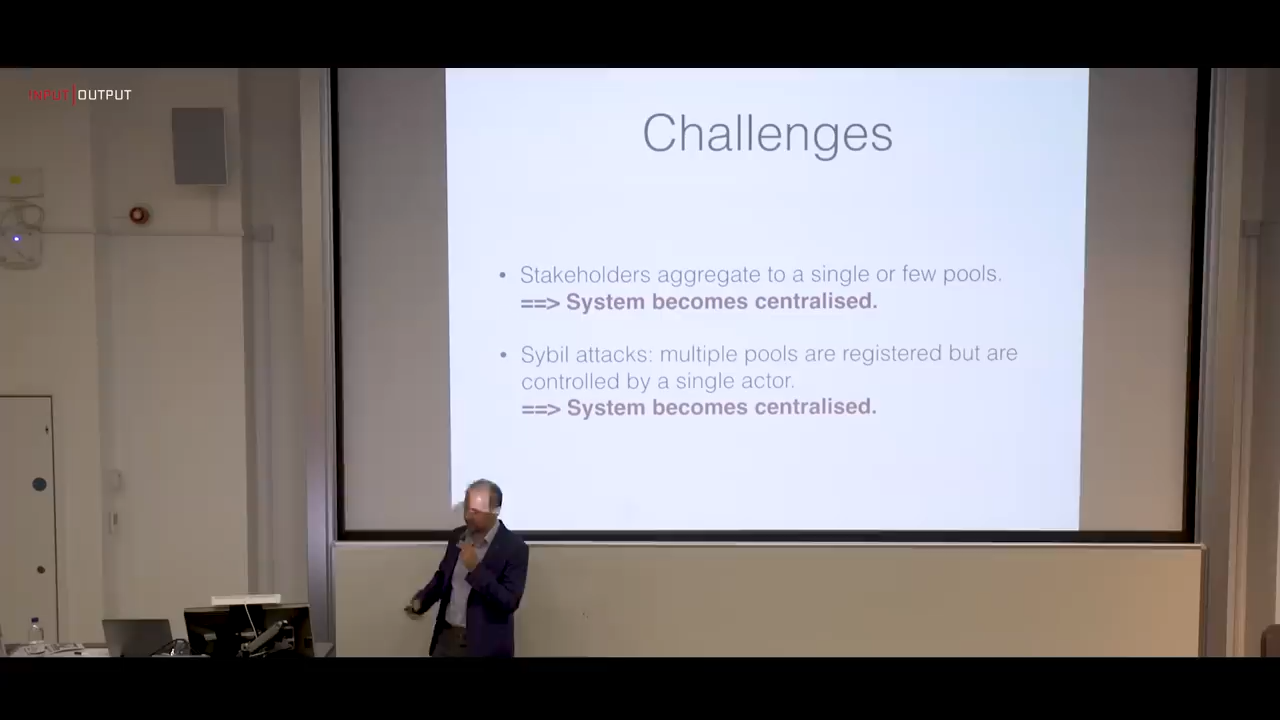 INPUT|OUTPUT
Challenges
• Stakeholders aggregate to a single or few pools.
==> System becomes centralised.
• Sybil attacks: multiple pools are registered but are
controlled by a single actor.
==> System becomes centralised.